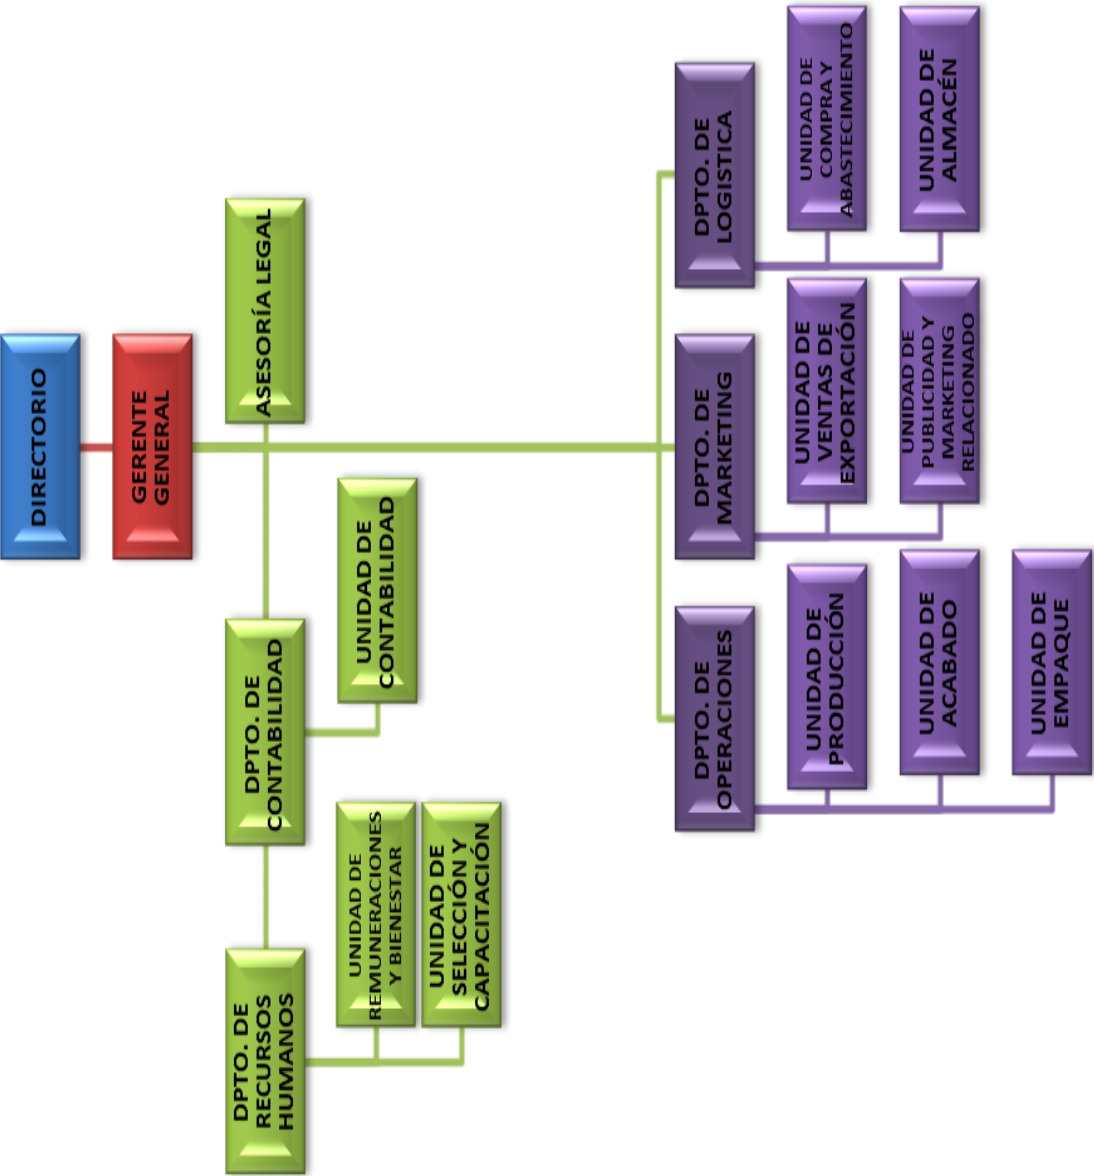 DIRECTORIO
GERENTE
GENERAL
DPTO. DE
RECURSOS
HUMANOS
DPTO. DE
CONTABILIDAD
ASESORÍA LEGAL
UNIDAD DE
REMUNERACIONES
Y BIENESTAR
UNIDAD DE
SELECCIÓN Y
CAPACITACIÓN
UNIDAD DE
CONTABILIDAD
DPTO. DE
OPERACIONES
DPTO. DE
MARKETING
DPTO. DE
LOGISTICA
UNIDAD DE
PRODUCCIÓN
UNIDAD DE
VENTAS DE
EXPORTACIÓN
UNIDAD DE
COMPRA Y
ABASTECIMIENTO
UNIDAD DE
ACABADO
UNIDAD DE
PUBLICIDAD Y
MARKETING
RELACIONADO
UNIDAD DE
ALMACÉN
UNIDAD DE
EMPAQUE